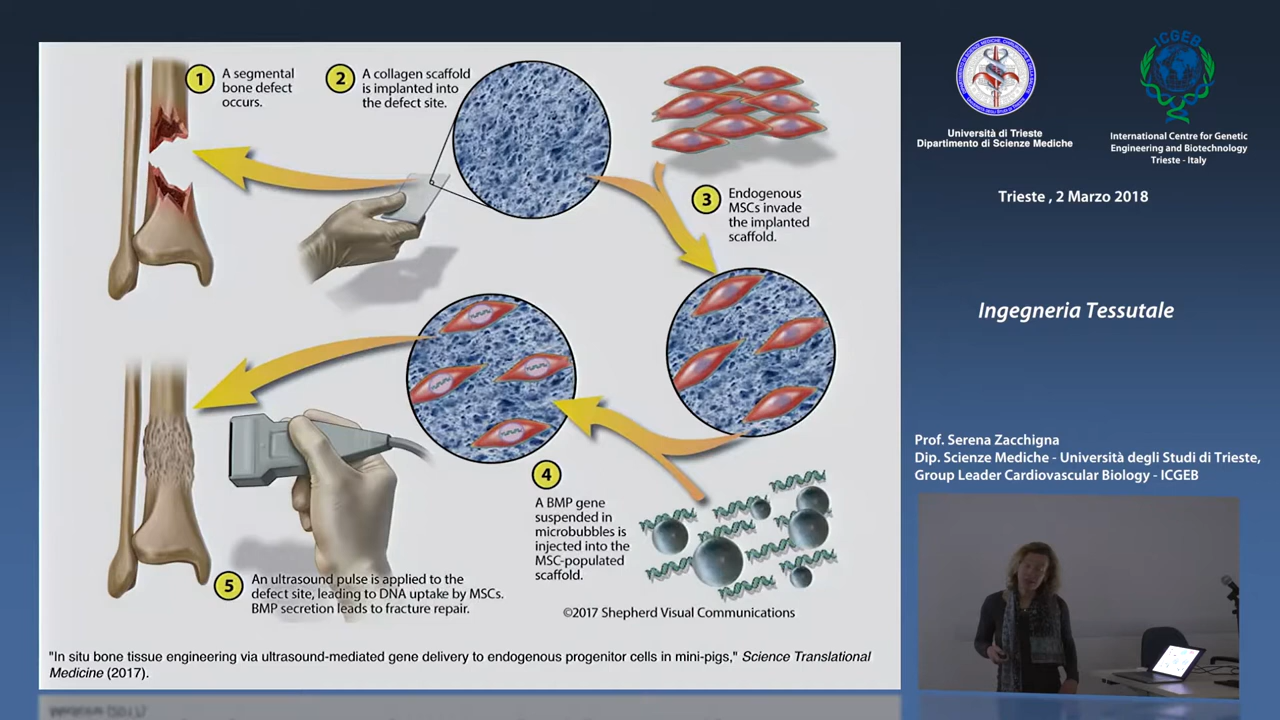 1
A segmental
bone defect
occurs.
2
A collagen scaffold
is implanted into
the defect site.
3
Endogenous
MSCs invade
the implanted
scaffold.
4
A BMP gene
suspended in
microbubbles is
injected into the
MSC-populated
scaffold.
5
An ultrasound pulse is applied to the
defect site, leading to DNA uptake by MSCs.
BMP secretion leads to fracture repair.
©2017 Shepherd Visual Communications
"In situ bone tissue engineering via ultrasound-mediated gene delivery to endogenous progenitor cells in mini-pigs," Science Translational
Medicine (2017).
Università di Trieste
Dipartimento di Scienze Mediche
ICGEB
International Centre for Genetic
Engineering and Biotechnology
Trieste - Italy
Trieste , 2 Marzo 2018
Ingegneria Tessutale
Prof. Serena Zacchigna
Dip. Scienze Mediche - Università degli Studi di Trieste,
Group Leader Cardiovascular Biology - ICGEB